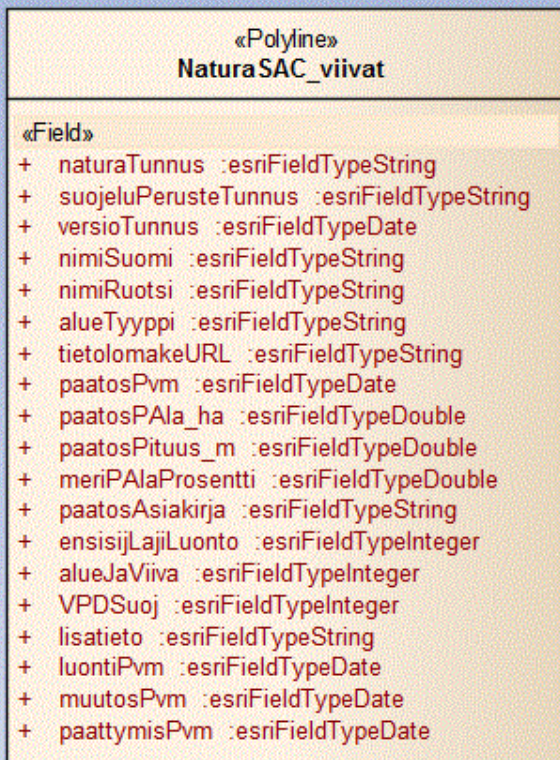 «Polyline»
NaturaSAC_viivat
«Field»
+ naturaTunnus :esriFieldTypeString
+ suojeluPerusteTunnus :esriFieldTypeString
+ versioTunnus :esriFieldTypeDate
+ nimiSuomi :esriFieldTypeString
+ nimiRuotsi :esriFieldTypeString
+ alueTyyppi :esriFieldTypeString
+ tietolomakeURL :esriFieldTypeString
+ paatosPvm :esriFieldTypeDate
+ paatosPAla_ha :esriFieldTypeDouble
+ paatosPituus_m :esriFieldTypeDouble
+ meriPAlaProsentti :esriFieldTypeDouble
+ paatosAsiakirja :esriFieldTypeString
+ ensisijLajiLuonto :esriFieldTypeInteger
+ alueJaViiva :esriFieldTypeInteger
+ VPDSuoj :esriFieldTypeInteger
+ lisatieto :esriFieldTypeString
+ luontiPvm :esriFieldTypeDate
+ muutosPvm :esriFieldTypeDate
+ paattymisPvm :esriFieldTypeDate